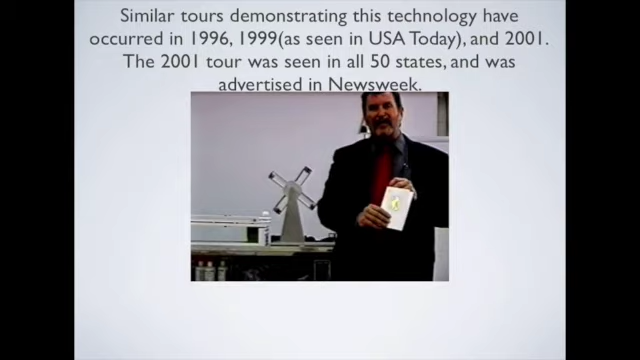 Similar tours demonstrating this technology have
occurred in 1996, 1999(as seen in USA Today), and 2001.
The 2001 tour was seen in all 50 states, and was
advertised in Newsweek.